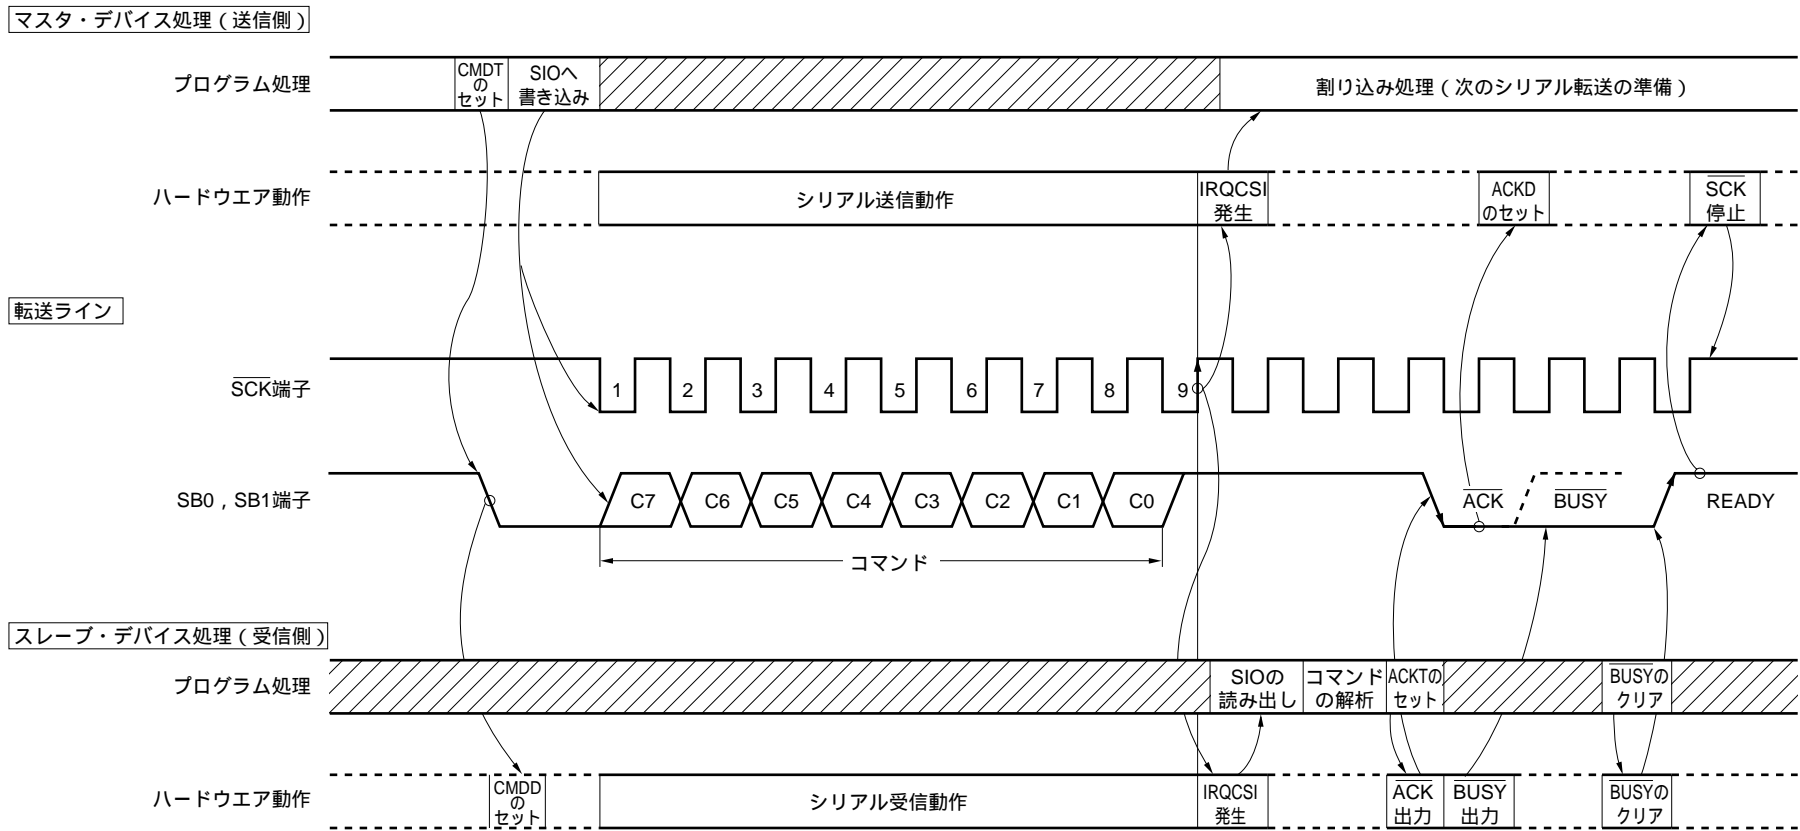 マスタ・デバイス処理（送信側）
プログラム処理
CMDT
の
セット
SIOへ
書き込み
割り込み処理（次のシリアル転送の準備）
ハードウエア動作
シリアル送信動作
IRQCSI
発生
ACKD
のセット
SCK
停止
転送ライン
SCK端子
1 2 3 4 5 6 7 8 9
SB0，SB1端子
C7 C6 C5 C4 C3 C2 C1 C0
ACK
BUSY
READY
コマンド
スレーブ・デバイス処理（受信側）
プログラム処理
SIOの
読み出し
コマンド
の解析
ACKTの
セット
BUSYの
クリア
ハードウエア動作
CMDD
の
セット
シリアル受信動作
IRQCSI
発生
ACK
出力
BUSY
出力
BUSYの
クリア